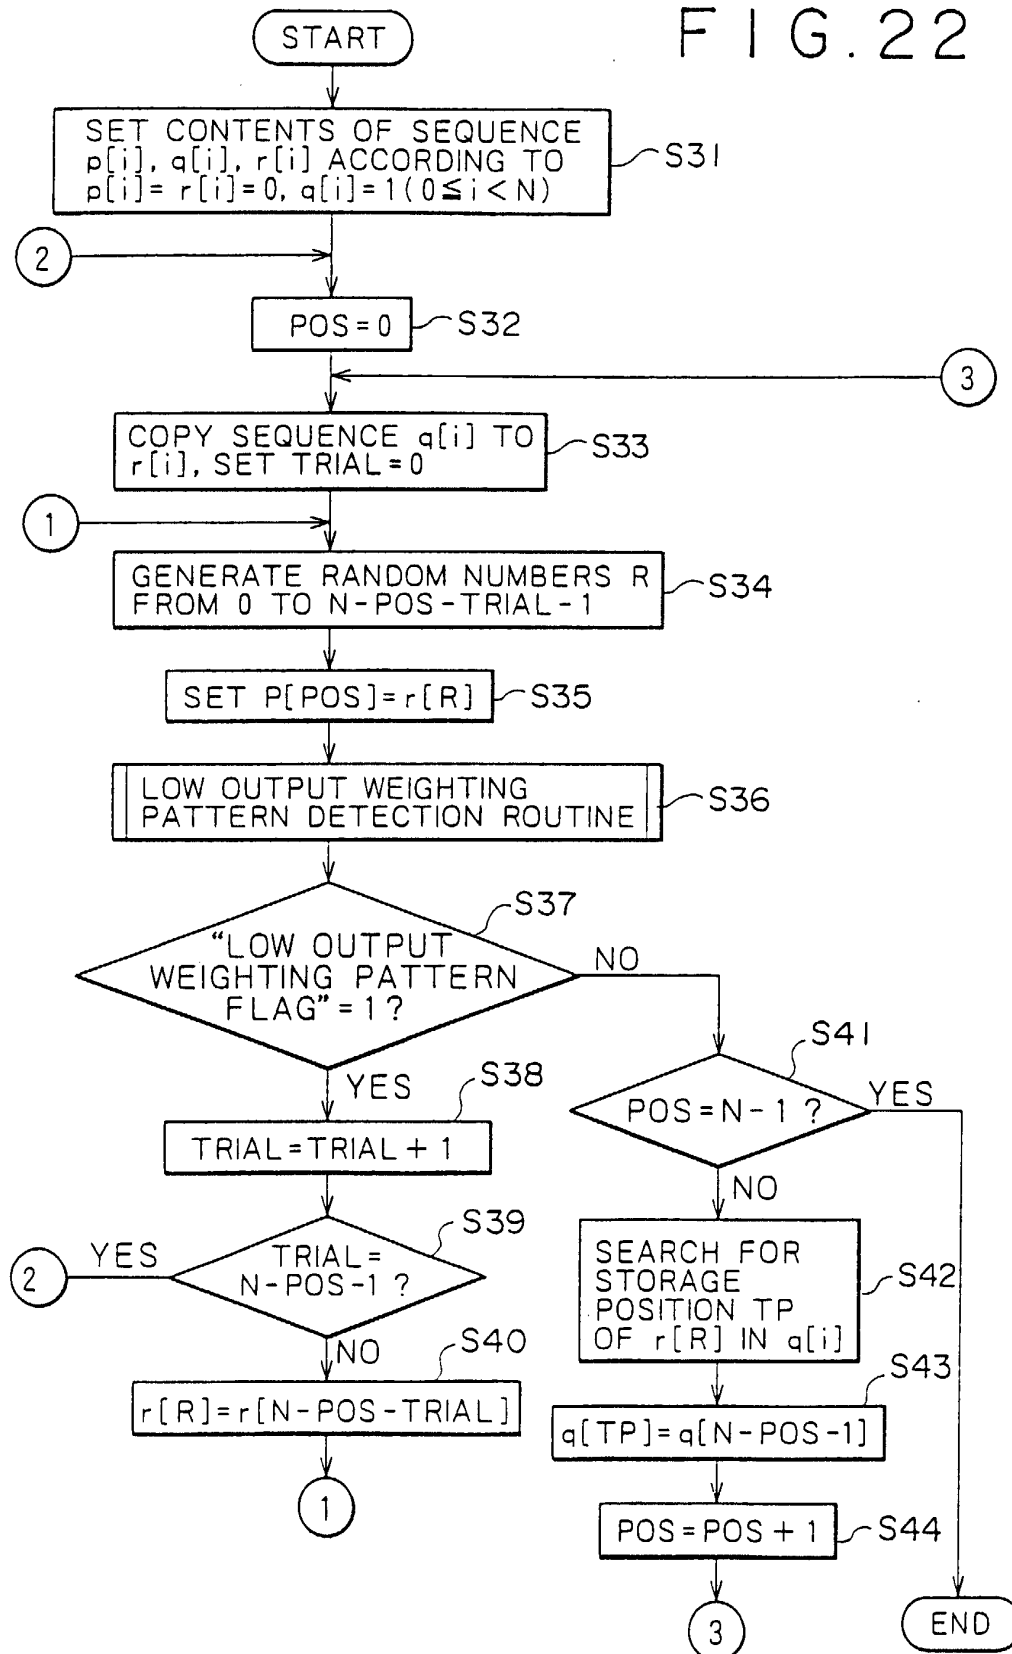 FIG.22
START
SET CONTENTS OF SEQUENCE
p[i], q[i], r[i] ACCORDING TO
p[i]= r[i]=0, q[i]=1(0≦i<N)
S31
2
POS=0
S32
3
COPY SEQUENCE q[i] TO
r[i], SET TRIAL=0
S33
1
GENERATE RANDOM NUMBERS R
FROM 0 TO N-POS-TRIAL-1
S34
SET P[POS]=r[R]
S35
LOW OUTPUT WEIGHTING
PATTERN DETECTION ROUTINE
S36
"LOW OUTPUT
WEIGHTING PATTERN
FLAG"=1?
S37
NO
YES
S38
TRIAL=TRIAL+1
TRIAL=
N-POS-1?
S39
YES
2
NO
S40
r[R]=r[N-POS-TRIAL]
1
S41
POS=N-1?
YES
NO
SEARCH FOR
STORAGE
POSITION TP
OF r[R] IN q[i]
S42
S43
q[TP]=q[N-POS-1]
POS=POS+1
S44
3
END